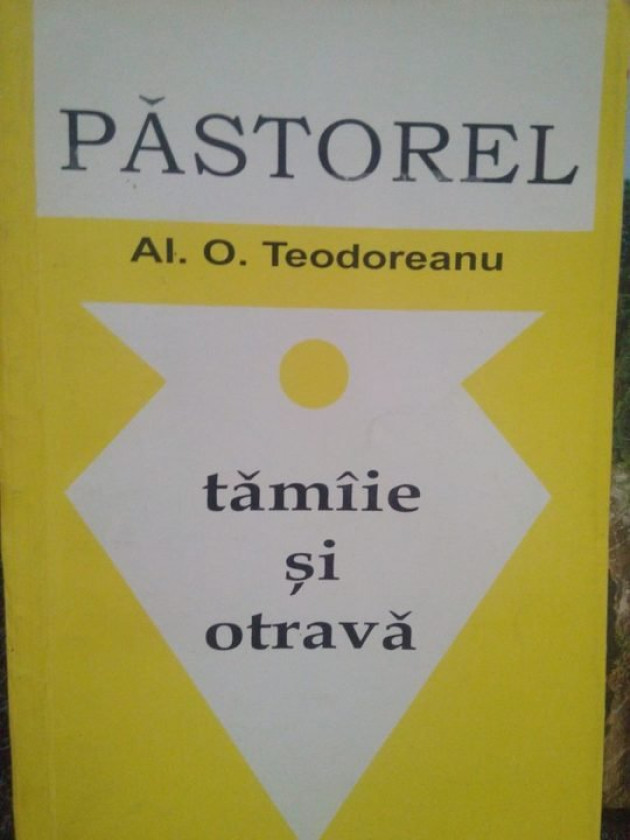 PĂSTOREL
Al. O. Teodoreanu
tămîie
și
otravă